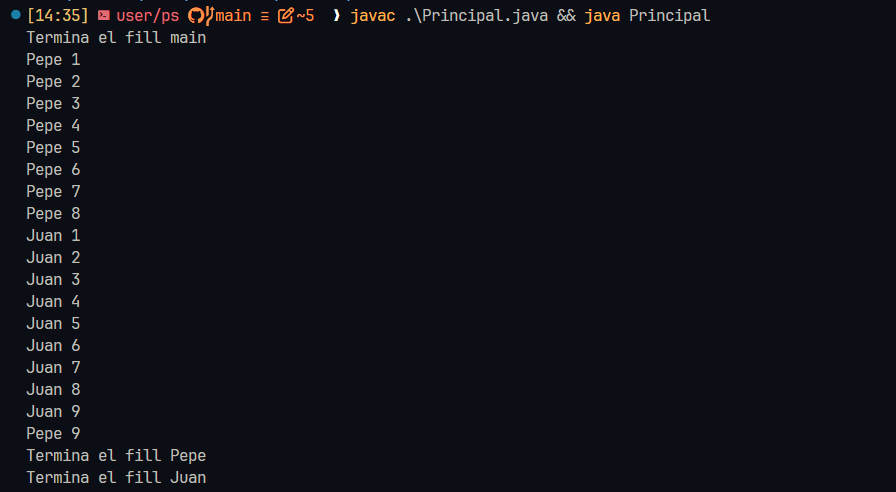 [14:35] user/ps main ≡ ~5 ❯ javac .\Principal.java && java Principal
Termina el fill main
Pepe 1
Pepe 2
Pepe 3
Pepe 4
Pepe 5
Pepe 6
Pepe 7
Pepe 8
Juan 1
Juan 2
Juan 3
Juan 4
Juan 5
Juan 6
Juan 7
Juan 8
Juan 9
Pepe 9
Termina el fill Pepe
Termina el fill Juan